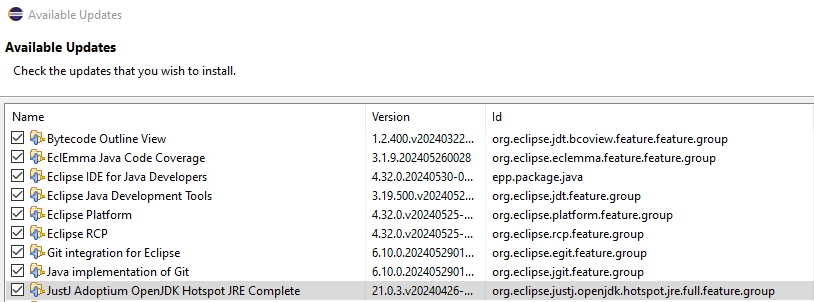 Available Updates
Available Updates
Check the updates that you wish to install.
Name Version Id
Bytecode Outline View 1.2.400.v20240322... org.eclipse.jdt.bcoview.feature.feature.group
EclEmma Java Code Coverage 3.1.9.202405260028 org.eclipse.eclemma.feature.feature.group
Eclipse IDE for Java Developers 4.32.0.20240530-0... epp.package.java
Eclipse Java Development Tools 3.19.500.v2024052... org.eclipse.jdt.feature.group
Eclipse Platform 4.32.0.v20240525-... org.eclipse.platform.feature.group
Eclipse RCP 4.32.0.v20240525-... org.eclipse.rcp.feature.group
Git integration for Eclipse 6.10.0.2024052901... org.eclipse.egit.feature.group
Java implementation of Git 6.10.0.2024052901... org.eclipse.jgit.feature.group
JustJ Adoptium OpenJDK Hotspot JRE Complete 21.0.3.v20240426-... org.eclipse.justj.openjdk.hotspot.jre.full.feature.group